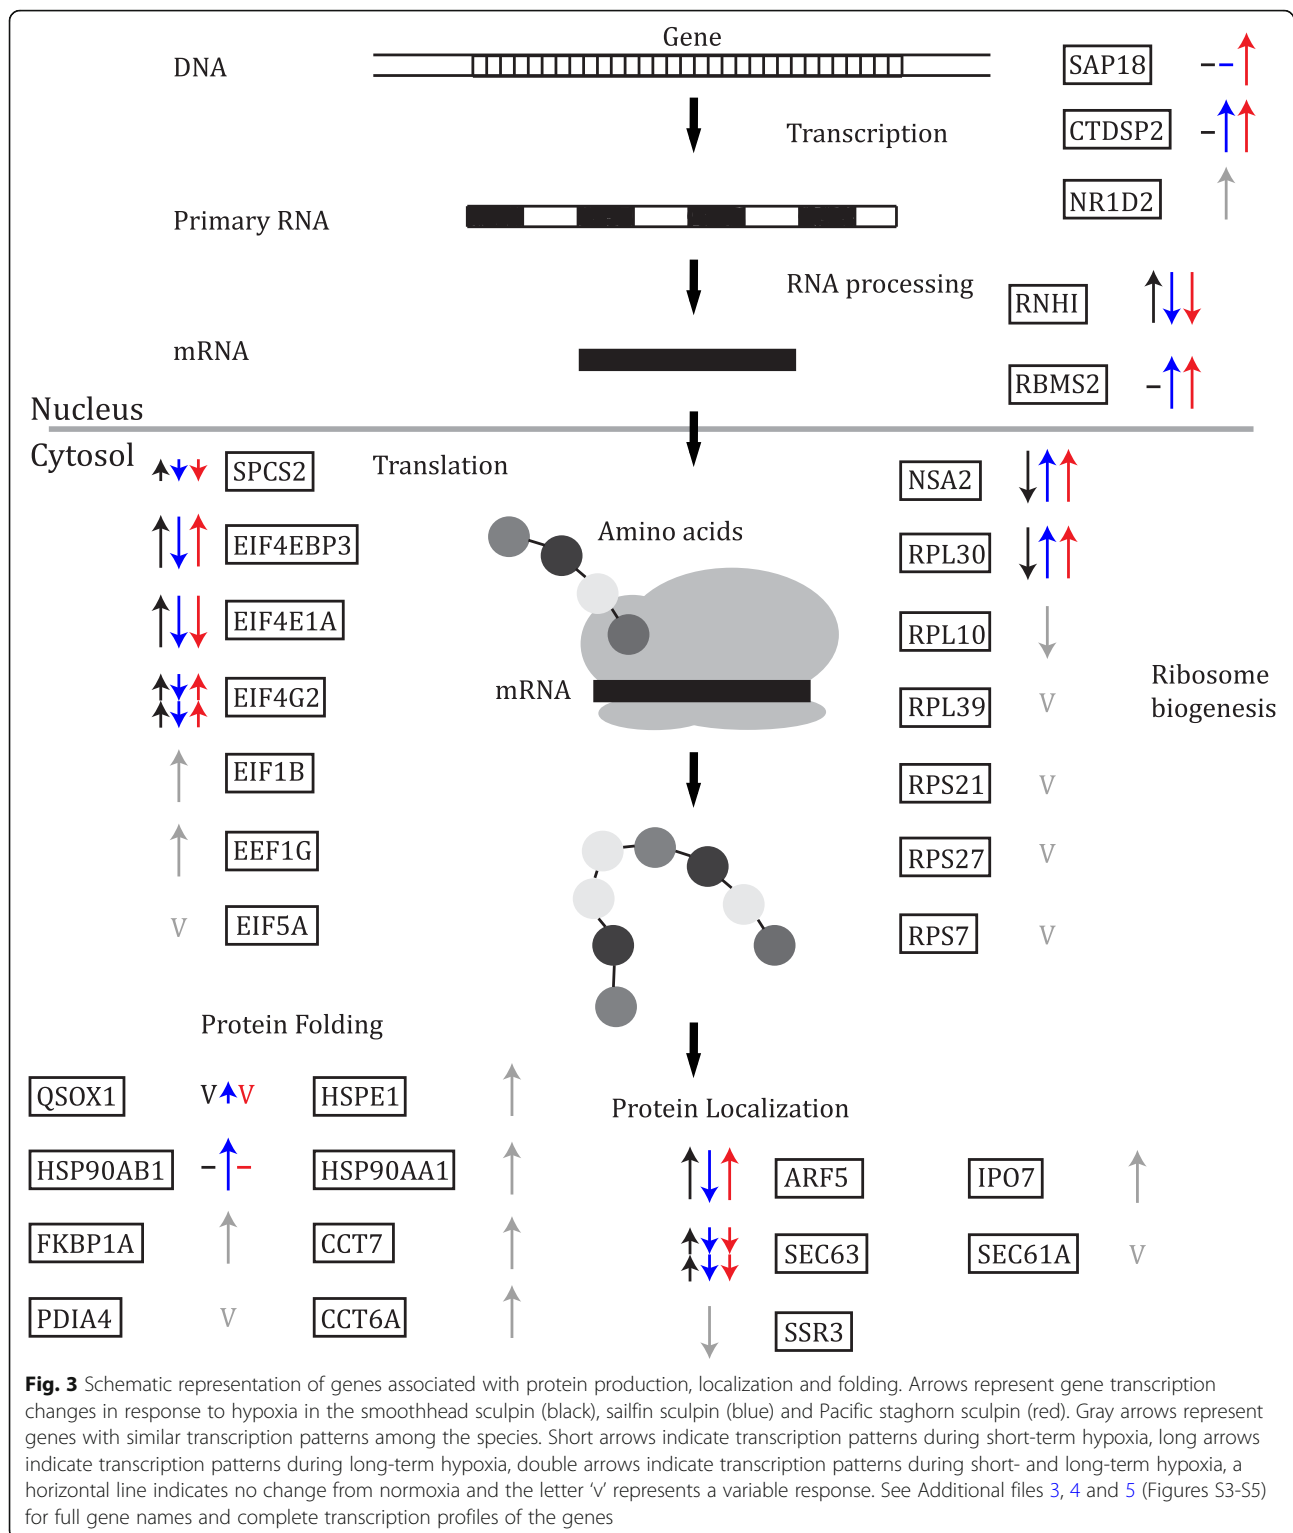 Gene
DNA
SAP18
CTDSP2
Transcription
NR1D2
Primary RNA
RNA processing
RNHI
mRNA
RBMS2
Nucleus
Cytosol
SPCS2
Translation
NSA2
EIF4EBP3
Amino acids
RPL30
EIF4E1A
RPL10
EIF4G2
mRNA
RPL39
V
Ribosome
biogenesis
EIF1B
RPS21
V
EEF1G
RPS27
V
V
EIF5A
RPS7
V
Protein Folding
QSOX1
V
V
HSPE1
Protein Localization
HSP90AB1
HSP90AA1
ARF5
IPO7
FKBP1A
CCT7
SEC63
SEC61A
V
PDIA4
V
CCT6A
SSR3
Fig. 3 Schematic representation of genes associated with protein production, localization and folding. Arrows represent gene transcription
changes in response to hypoxia in the smoothhead sculpin (black), sailfin sculpin (blue) and Pacific staghorn sculpin (red). Gray arrows represent
genes with similar transcription patterns among the species. Short arrows indicate transcription patterns during short-term hypoxia, long arrows
indicate transcription patterns during long-term hypoxia, double arrows indicate transcription patterns during short- and long-term hypoxia, a
horizontal line indicates no change from normoxia and the letter ‘v’ represents a variable response. See Additional files 3, 4 and 5 (Figures S3-S5)
for full gene names and complete transcription profiles of the genes